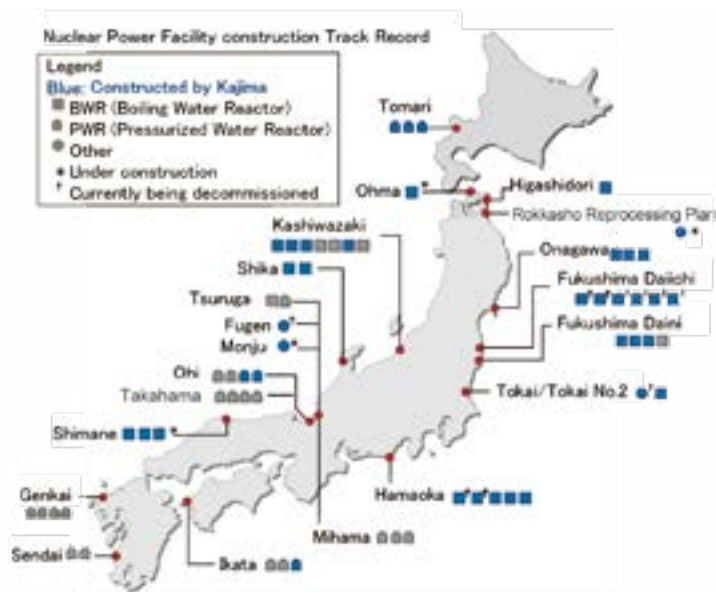 Nuclear Power Facility construction Track Record
Legend
Blue: Constructed by Kajima
BWR (Boiling Water Reactor)
PWR (Pressurized Water Reactor)
Other
* Under construction
† Currently being decommissioned
Tomari
Ohma *
Higashidori
Rokkasho Reprocessing Plant
*
Kashiwazaki
Onagawa
Shika
Fukushima Daiichi
Tsuruga
Fukushima Daini
Fugen †
Monju *
Ohi
Takahama
Tokai/Tokai No.2 †
Shimane *
Hamaoka
Genkai
Mihama
Sendai
Ikata